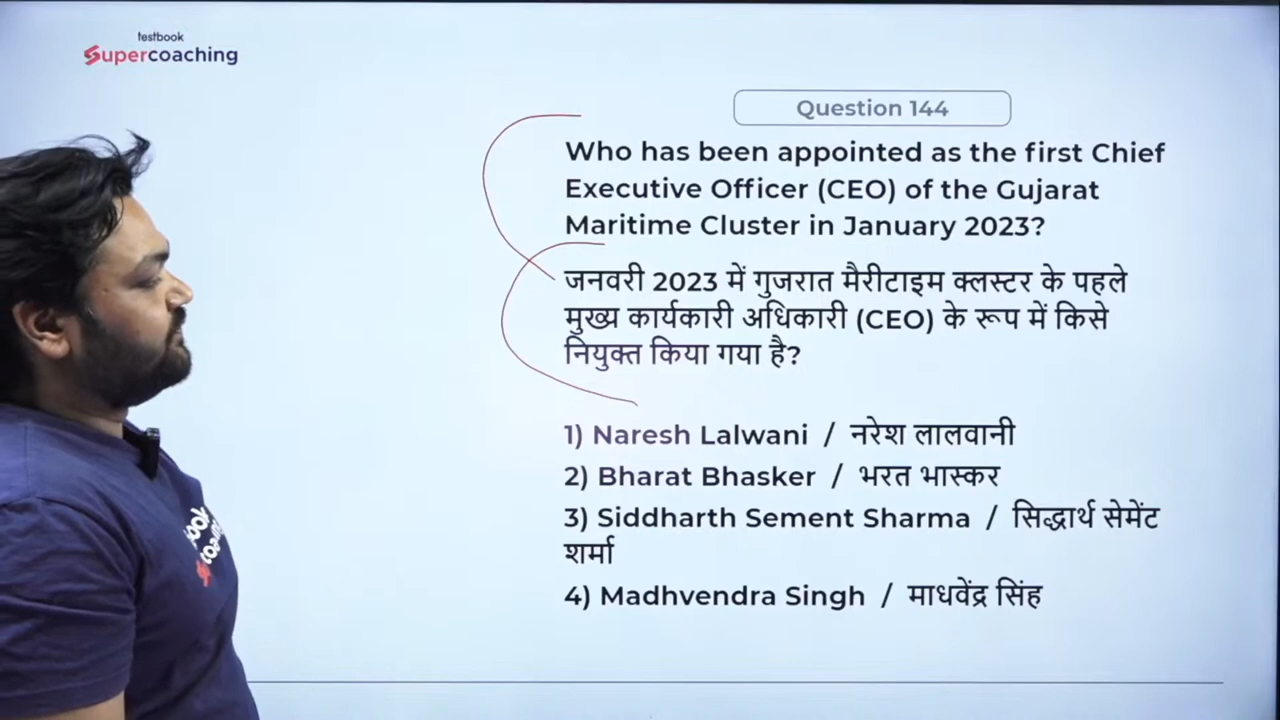 testbook
Supercoaching
Question 144
Who has been appointed as the first Chief
Executive Officer (CEO) of the Gujarat
Maritime Cluster in January 2023?
जनवरी 2023 में गुजरात मैरीटाइम क्लस्टर के पहले
मुख्य कार्यकारी अधिकारी (CEO) के रूप में किसे
नियुक्त किया गया है?
1) Naresh Lalwani / नरेश लालवानी
2) Bharat Bhasker / भरत भास्कर
3) Siddharth Sement Sharma / सिद्धार्थ सेमेंट
शर्मा
4) Madhvendra Singh / माधवेंद्र सिंह